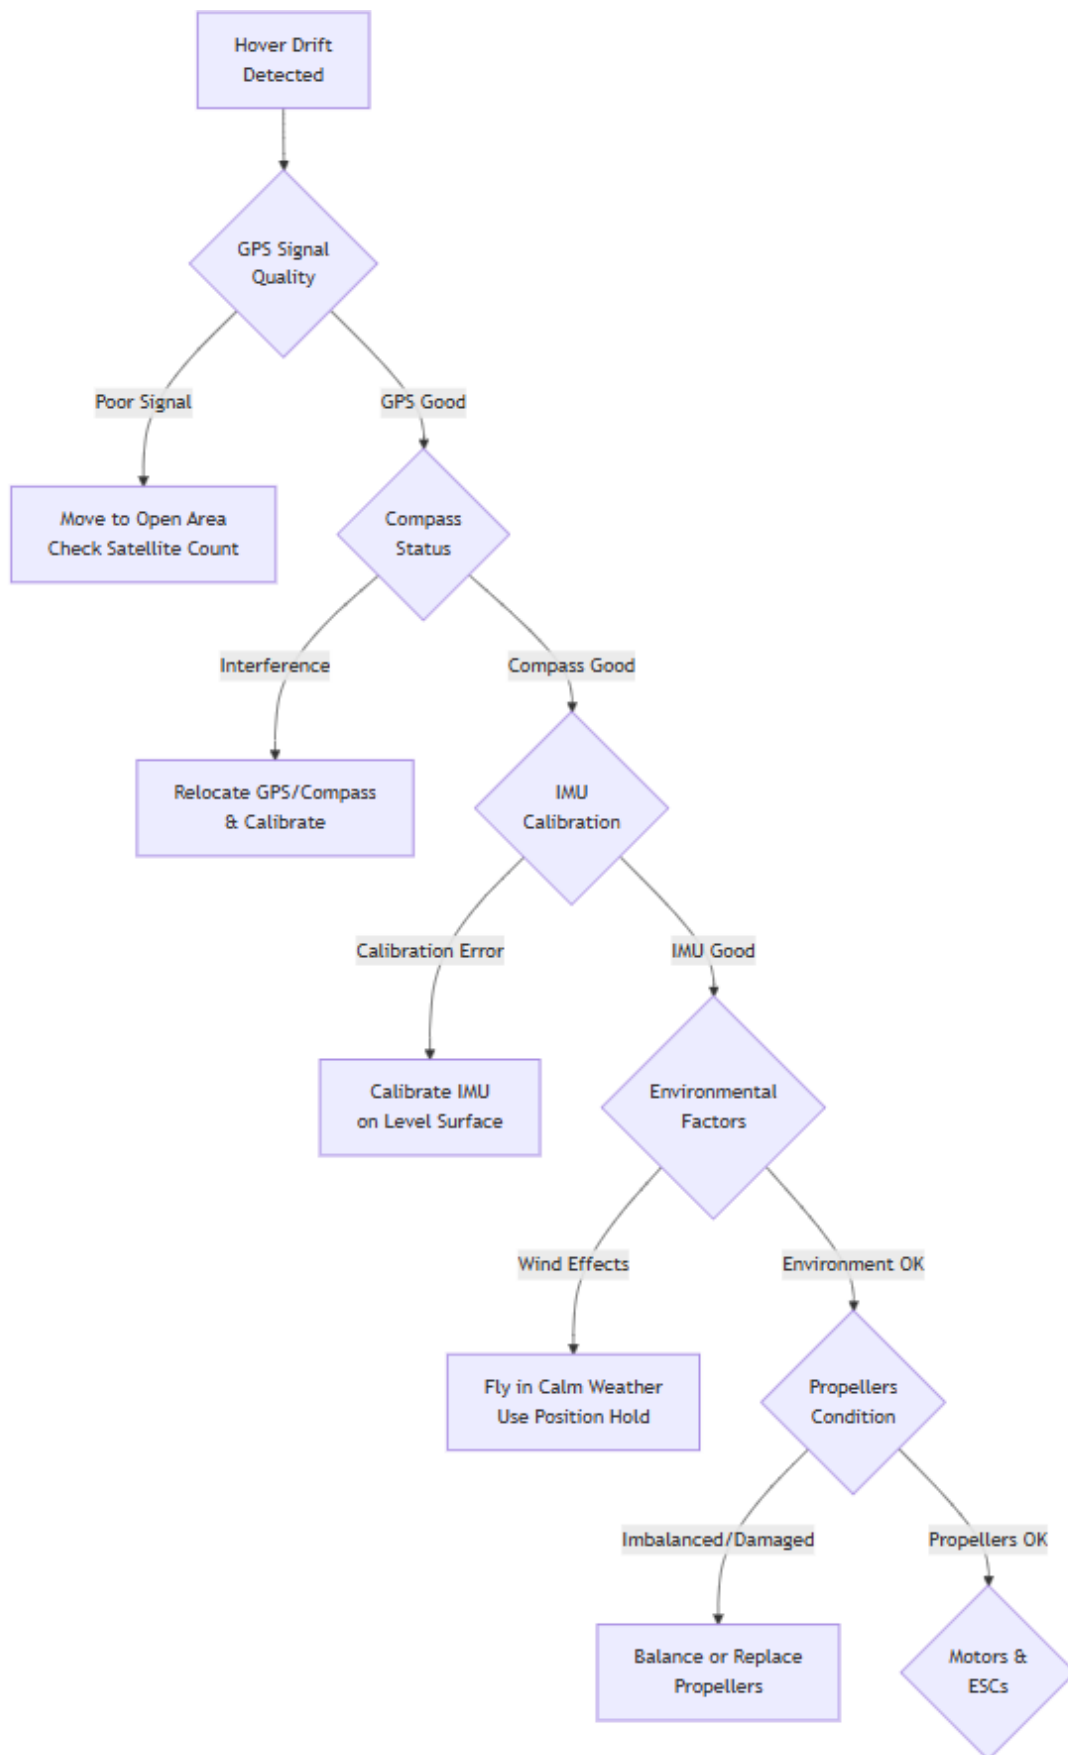 Hover Drift
Detected
GPS Signal
Quality
Poor Signal
GPS Good
Move to Open Area
Check Satellite Count
Compass
Status
Interference
Compass Good
Relocate GPS/Compass
& Calibrate
IMU
Calibration
Calibration Error
IMU Good
Calibrate IMU
on Level Surface
Environmental
Factors
Wind Effects
Environment OK
Fly in Calm Weather
Use Position Hold
Propellers
Condition
Imbalanced/Damaged
Propellers OK
Balance or Replace
Propellers
Motors &
ESCs